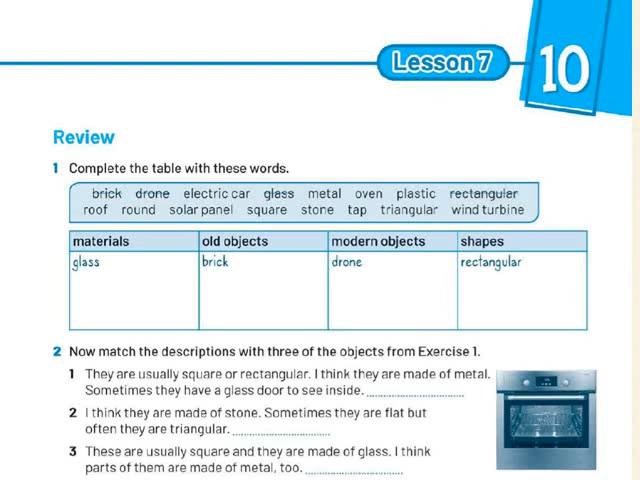 Lesson 7
10
Review
1 Complete the table with these words.
brick drone electric car glass metal oven plastic rectangular
roof round solar panel square stone tap triangular wind turbine
materials old objects modern objects shapes
glass brick drone rectangular
2 Now match the descriptions with three of the objects from Exercise 1.
1 They are usually square or rectangular. I think they are made of metal.
Sometimes they have a glass door to see inside.
2 I think they are made of stone. Sometimes they are flat but
often they are triangular.
3 These are usually square and they are made of glass. I think
parts of them are made of metal, too.